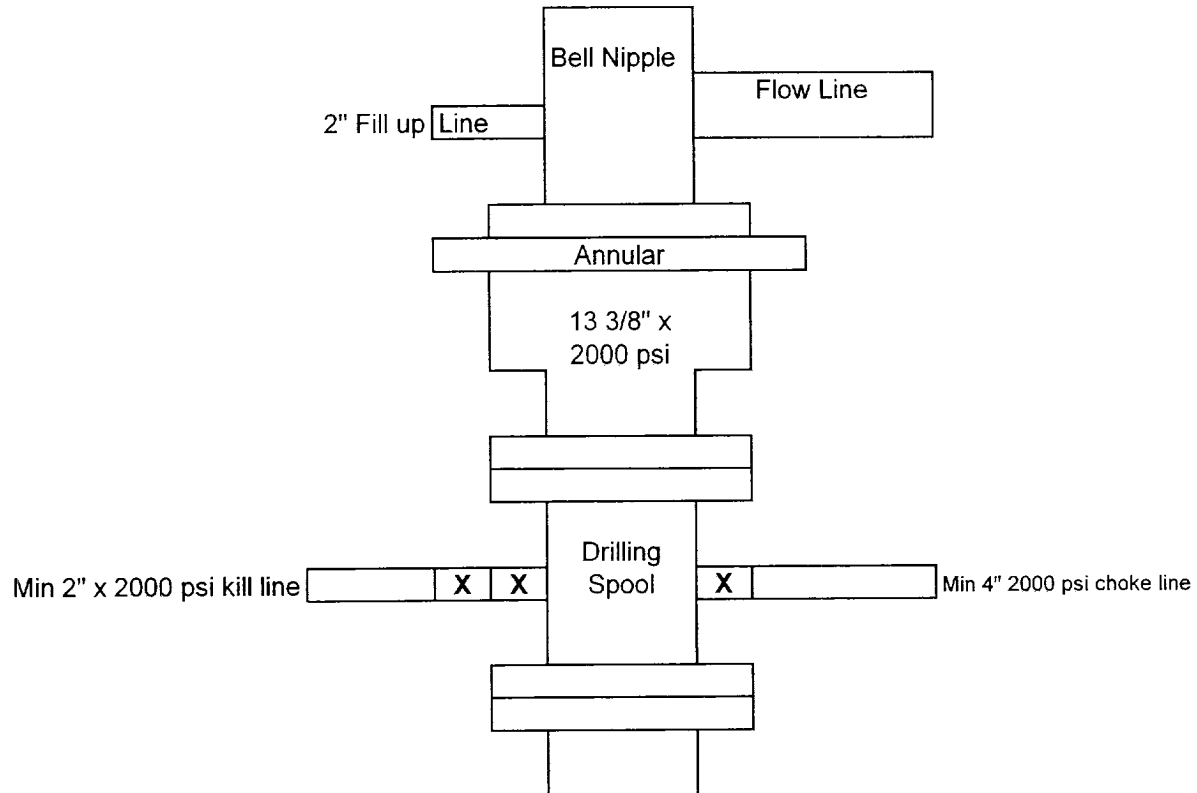 Bell Nipple
Flow Line
2" Fill up Line
Annular
13 3/8" x
2000 psi
Drilling
Spool
Min 2" x 2000 psi kill line
X X
X
Min 4" 2000 psi choke line